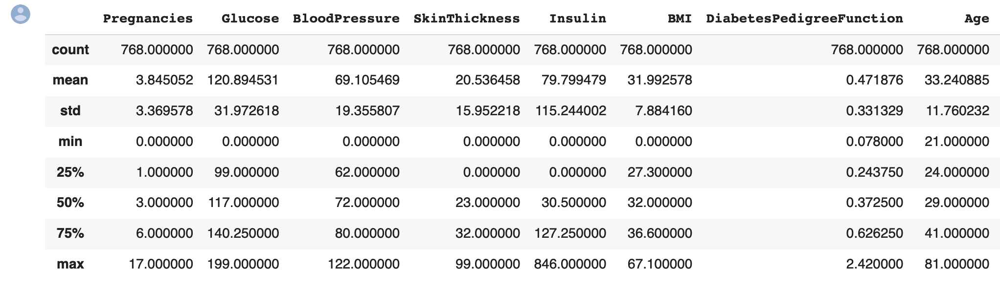 Pregnancies Glucose BloodPressure SkinThickness Insulin BMI DiabetesPedigreeFunction Age
count 768.000000 768.000000 768.000000 768.000000 768.000000 768.000000 768.000000 768.000000
mean 3.845052 120.894531 69.105469 20.536458 79.799479 31.992578 0.471876 33.240885
std 3.369578 31.972618 19.355807 15.952218 115.244002 7.884160 0.331329 11.760232
min 0.000000 0.000000 0.000000 0.000000 0.000000 0.000000 0.078000 21.000000
25% 1.000000 99.000000 62.000000 0.000000 0.000000 27.300000 0.243750 24.000000
50% 3.000000 117.000000 72.000000 23.000000 30.500000 32.000000 0.372500 29.000000
75% 6.000000 140.250000 80.000000 32.000000 127.250000 36.600000 0.626250 41.000000
max 17.000000 199.000000 122.000000 99.000000 846.000000 67.100000 2.420000 81.000000